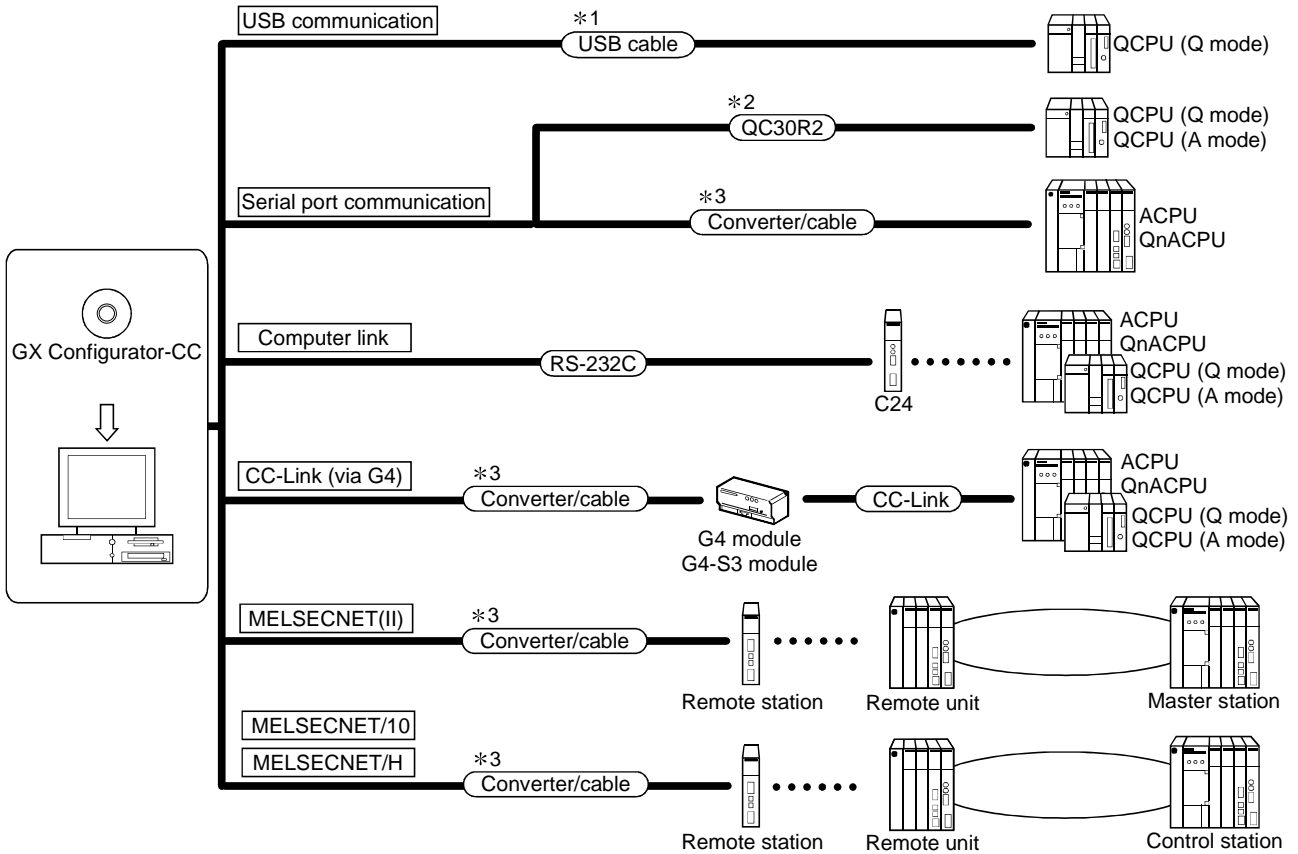 USB communication
*1
USB cable
QCPU (Q mode)
*2
QC30R2
QCPU (Q mode)
QCPU (A mode)
Serial port communication
*3
Converter/cable
ACPU
QnACPU
GX Configurator-CC
Computer link
RS-232C
C24
ACPU
QnACPU
QCPU (Q mode)
QCPU (A mode)
CC-Link (via G4)
*3
Converter/cable
G4 module
G4-S3 module
CC-Link
ACPU
QnACPU
QCPU (Q mode)
QCPU (A mode)
MELSECNET(II)
*3
Converter/cable
Remote station
Remote unit
Master station
MELSECNET/10
MELSECNET/H
*3
Converter/cable
Remote station
Remote unit
Control station